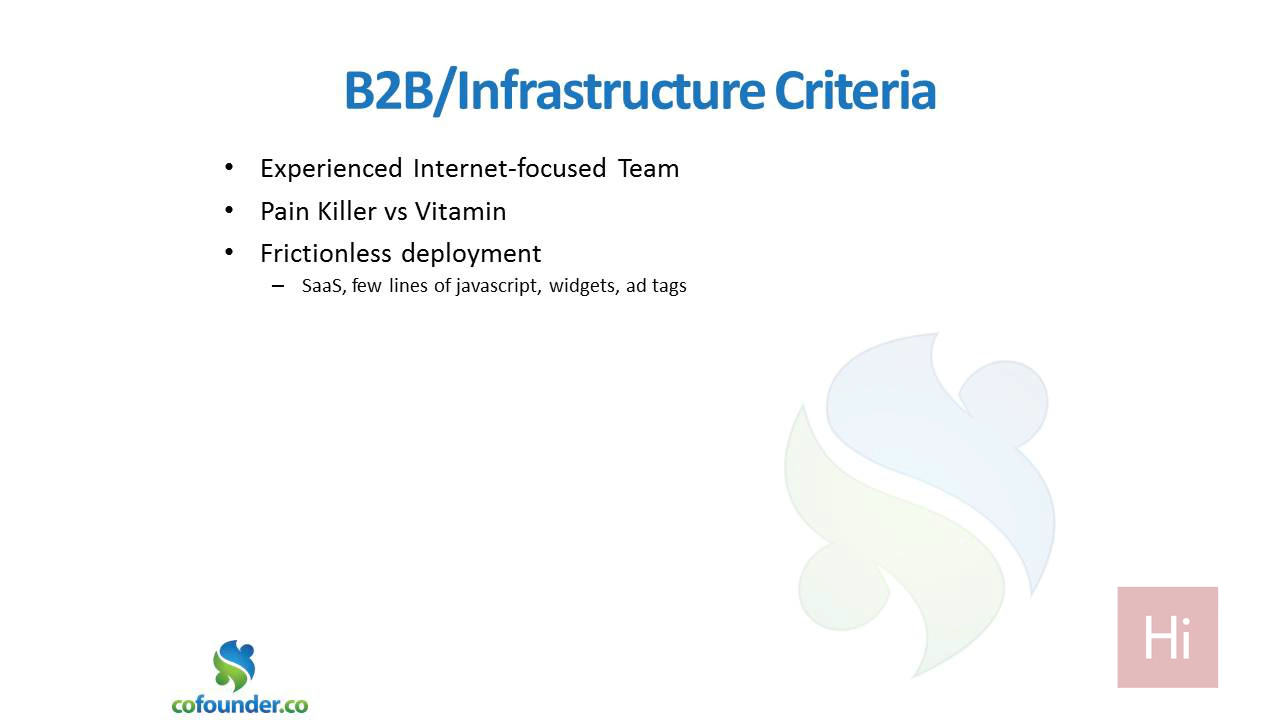 B2B/Infrastructure Criteria
• Experienced Internet-focused Team
• Pain Killer vs Vitamin
• Frictionless deployment
– SaaS, few lines of javascript, widgets, ad tags
Hi
cofounder.co